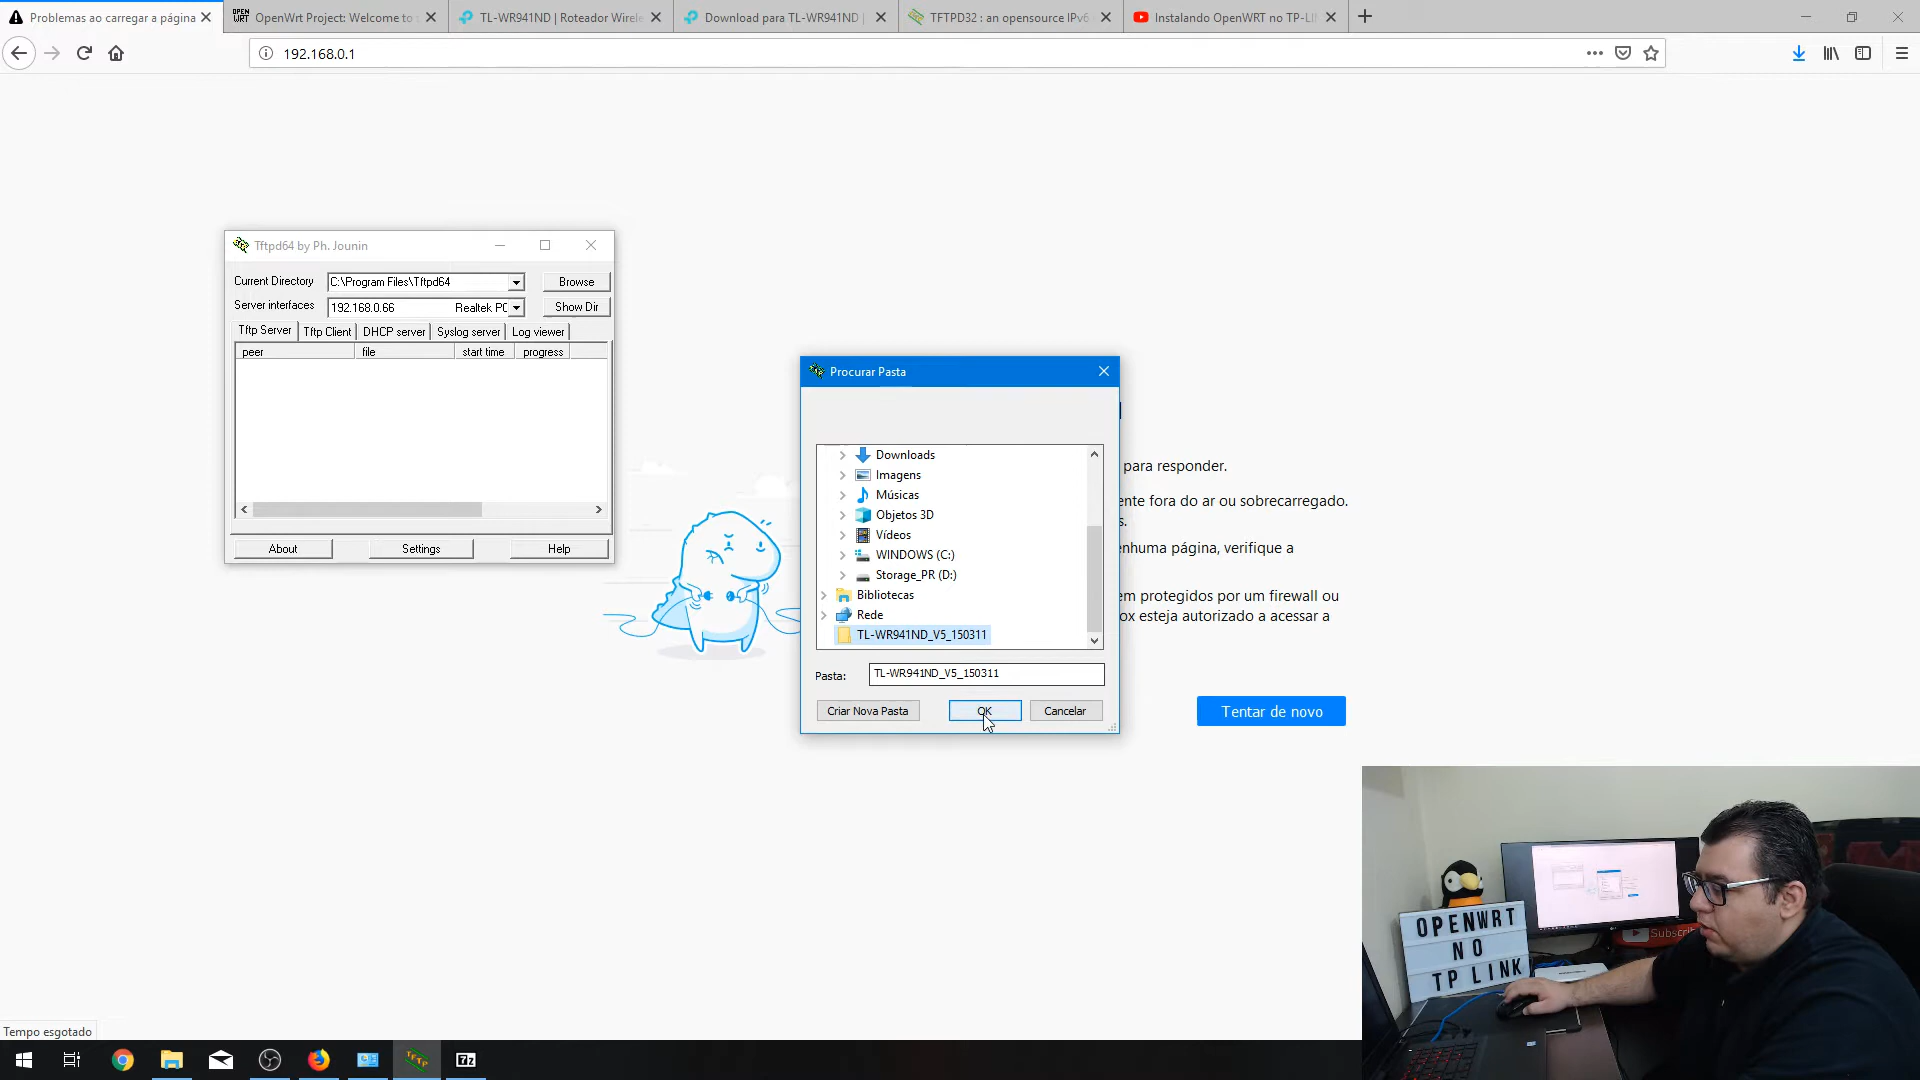 Problemas ao carregar a página
OpenWrt Project: Welcome to
TL-WR941ND | Roteador Wirele
Download para TL-WR941ND |
TFTPD32 : an opensource IPv6
Instalando OpenWRT no TP-LI
192.168.0.1
Tftpd64 by Ph. Jounin
Current Directory
C:\Program Files\Tftpd64
Browse
Server interfaces
192.168.0.66
Realtek PC
Show Dir
Tftp Server
Tftp Client
DHCP server
Syslog server
Log viewer
peer
file
start time
progress
About
Settings
Help
Procurar Pasta
Downloads
Imagens
Músicas
Objetos 3D
Vídeos
WINDOWS (C:)
Storage_PR (D:)
Bibliotecas
Rede
TL-WR941ND_V5_150311
Pasta:
TL-WR941ND_V5_150311
Criar Nova Pasta
OK
Cancelar
para responder.
ente fora do ar ou sobrecarregado.
s.
enhuma página, verifique a
em protegidos por um firewall ou
ox esteja autorizado a acessar a
Tentar de novo
OPENWRT
NO
TP LINK
Subscri
Tempo esgotado
TFTP
7z